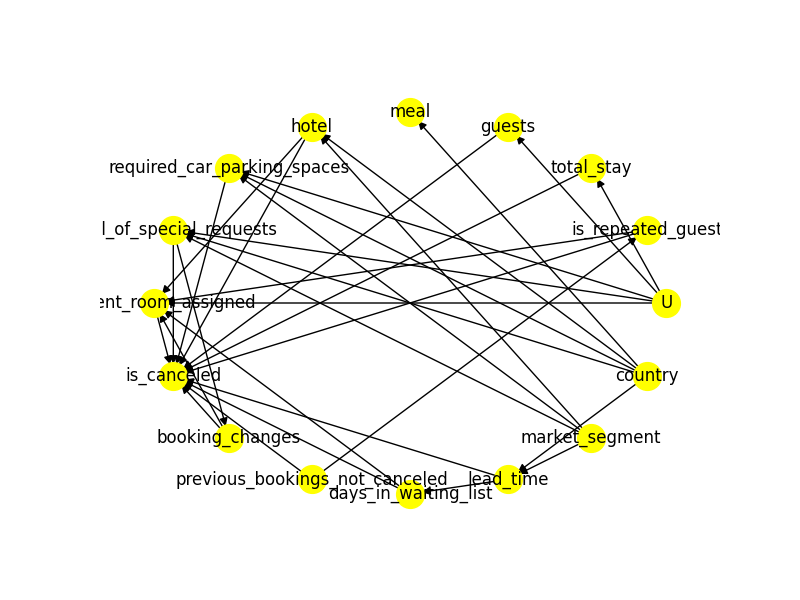 meal
hotel
guests
required_car_parking_spaces
total_stay
l_of_special_requests
is_repeated_guest
ent_room_assigned
U
is_canceled
country
booking_changes
market_segment
previous_bookings_not_canceled
lead_time
days_in_waiting_list